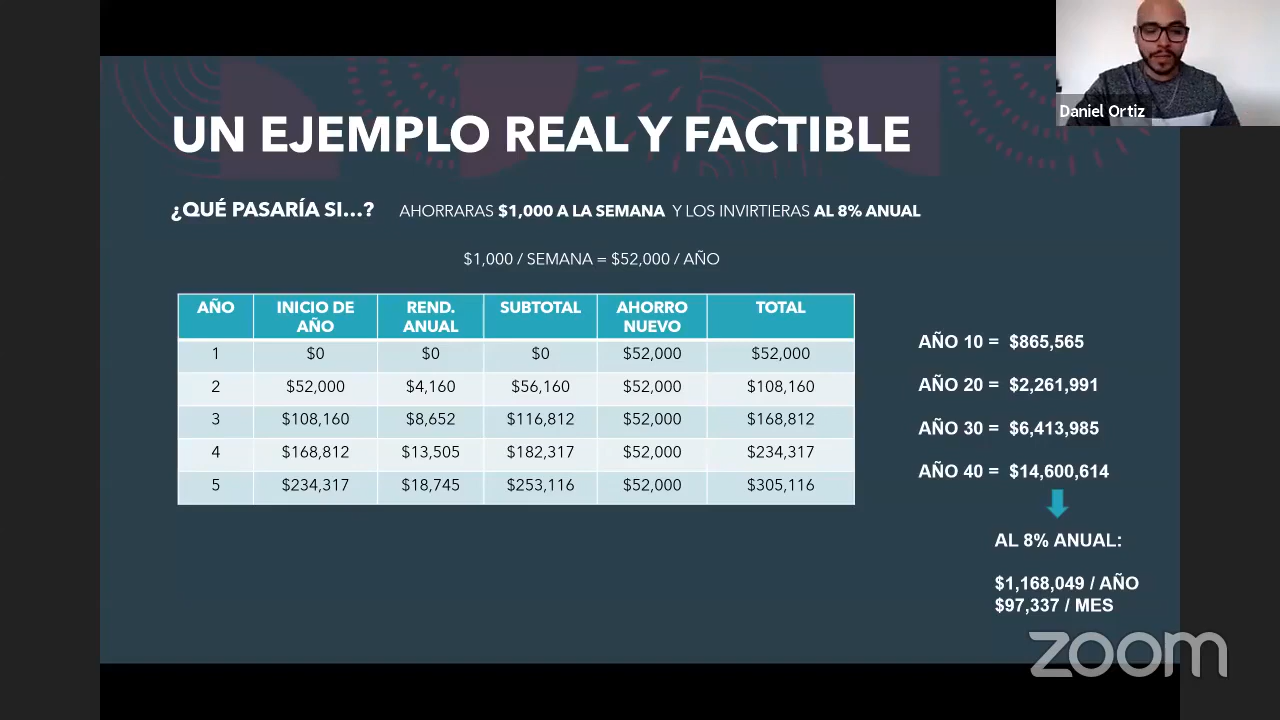 Daniel Ortiz
UN EJEMPLO REAL Y FACTIBLE
¿QUÉ PASARÍA SI...? AHORRARAS $1,000 A LA SEMANA Y LOS INVIRTIERAS AL 8% ANUAL
$1,000 / SEMANA = $52,000 / AÑO
AÑO INICIO DE AÑO REND. ANUAL SUBTOTAL AHORRO NUEVO TOTAL
1 $0 $0 $0 $52,000 $52,000
2 $52,000 $4,160 $56,160 $52,000 $108,160
3 $108,160 $8,652 $116,812 $52,000 $168,812
4 $168,812 $13,505 $182,317 $52,000 $234,317
5 $234,317 $18,745 $253,116 $52,000 $305,116
AÑO 10 = $865,565
AÑO 20 = $2,261,991
AÑO 30 = $6,413,985
AÑO 40 = $14,600,614
AL 8% ANUAL:
$1,168,049 / AÑO
$97,337 / MES
zoom